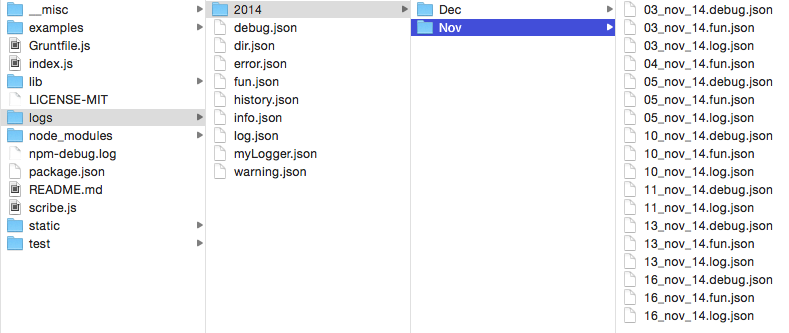 __misc
examples
Gruntfile.js
index.js
lib
LICENSE-MIT
logs
node_modules
npm-debug.log
package.json
README.md
scribe.js
static
test
2014
debug.json
dir.json
error.json
fun.json
history.json
info.json
log.json
myLogger.json
warning.json
Dec
Nov
03_nov_14.debug.json
03_nov_14.fun.json
03_nov_14.log.json
04_nov_14.fun.json
05_nov_14.debug.json
05_nov_14.fun.json
05_nov_14.log.json
10_nov_14.debug.json
10_nov_14.fun.json
10_nov_14.log.json
11_nov_14.debug.json
11_nov_14.log.json
13_nov_14.debug.json
13_nov_14.fun.json
13_nov_14.log.json
16_nov_14.debug.json
16_nov_14.fun.json
16_nov_14.log.json